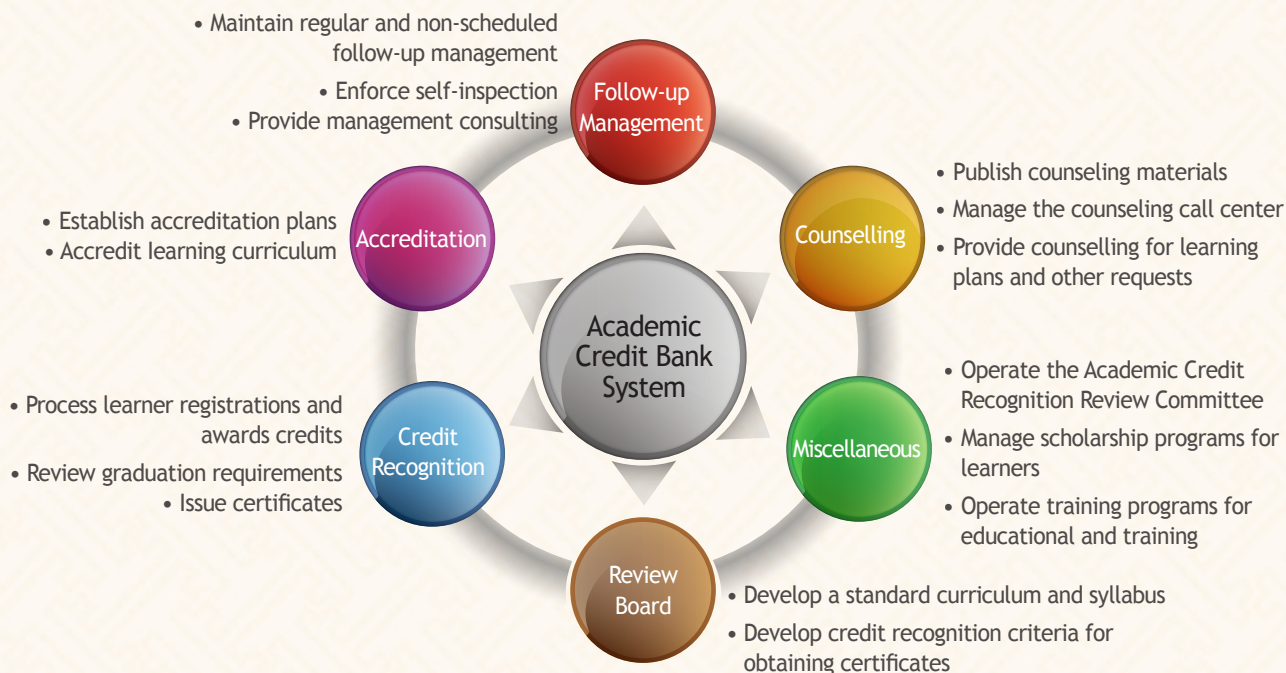 • Maintain regular and non-scheduled
follow-up management
• Enforce self-inspection
• Provide management consulting
Follow-up
Management
• Publish counseling materials
• Manage the counseling call center
• Provide counselling for learning
plans and other requests
Counselling
• Establish accreditation plans
• Accredit learning curriculum
Accreditation
Academic
Credit Bank
System
• Operate the Academic Credit
Recognition Review Committee
• Manage scholarship programs for
learners
• Operate training programs for
educational and training
Miscellaneous
• Process learner registrations and
awards credits
• Review graduation requirements
• Issue certificates
Credit
Recognition
Review
Board
• Develop a standard curriculum and syllabus
• Develop credit recognition criteria for
obtaining certificates